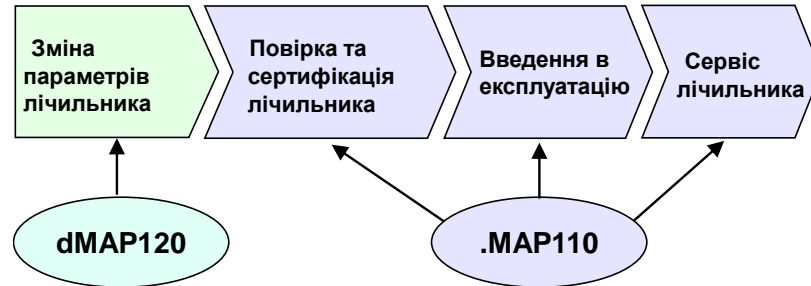 Зміна
параметрів
лічильника
Повірка та
сертифікація
лічильника
Введення в
експлуатацію
Сервіс
лічильника
dMAP120
.MAP110